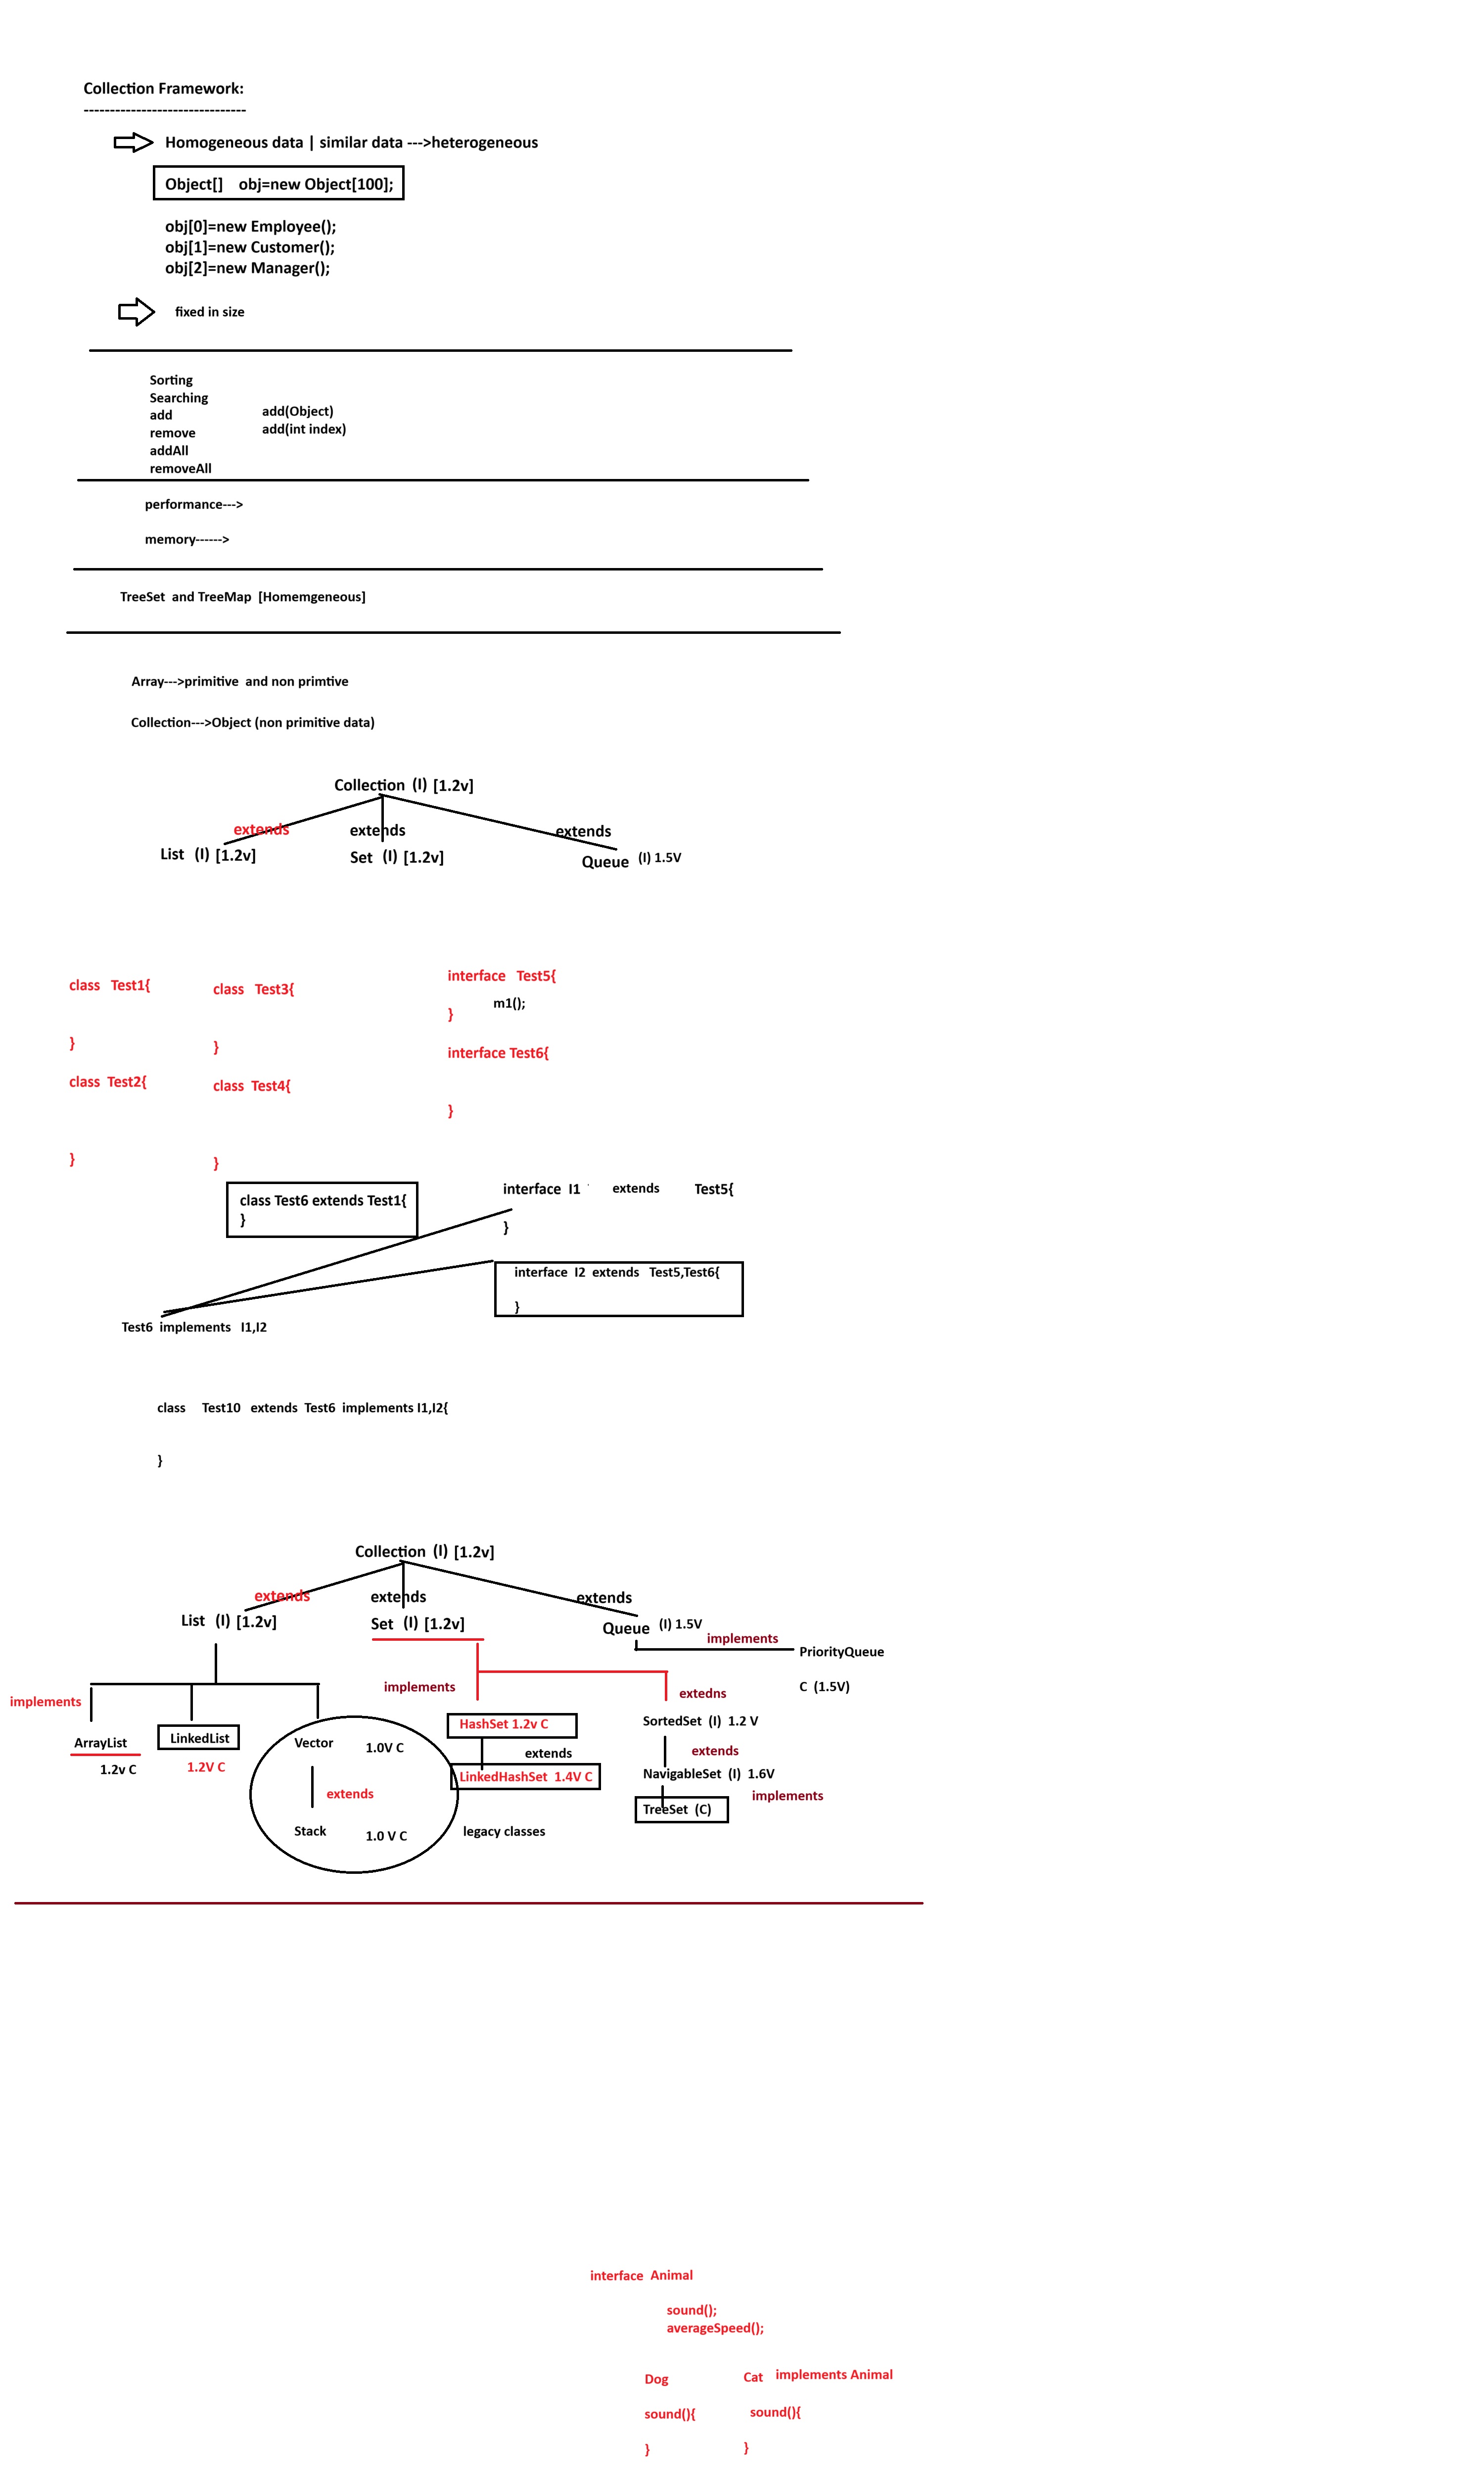 Collection Framework:
-------------------------------
Homogeneous data | similar data --->heterogeneous
Object[] obj=new Object[100];
obj[0]=new Employee();
obj[1]=new Customer();
obj[2]=new Manager();
fixed in size
Sorting
Searching
add
remove
addAll
removeAll
add(Object)
add(int index)
performance--->
memory------>
TreeSet and TreeMap [Homemgeneous]
Array--->primitive and non primtive
Collection--->Object (non primitive data)
Collection (I) [1.2v]
extends extends extends
List (I) [1.2v] Set (I) [1.2v] Queue (I) 1.5V
class Test1{
}
class Test2{
}
class Test3{
}
class Test4{
}
interface Test5{
m1();
}
interface Test6{
}
class Test6 extends Test1{
}
interface I1 extends Test5{
}
interface I2 extends Test5,Test6{
}
Test6 implements I1,I2
class Test10 extends Test6 implements I1,I2{
}
Collection (I) [1.2v]
extends extends extends
List (I) [1.2v] Set (I) [1.2v] Queue (I) 1.5V
implements
PriorityQueue
C (1.5V)
implements
ArrayList
1.2v C
LinkedList
1.2V C
Vector 1.0V C
extends
Stack 1.0 V C
legacy classes
implements
HashSet 1.2v C
extends
LinkedHashSet 1.4V C
extedns
SortedSet (I) 1.2 V
extends
NavigableSet (I) 1.6V
implements
TreeSet (C)
interface Animal
sound();
averageSpeed();
Dog
sound(){
}
Cat implements Animal
sound(){
}